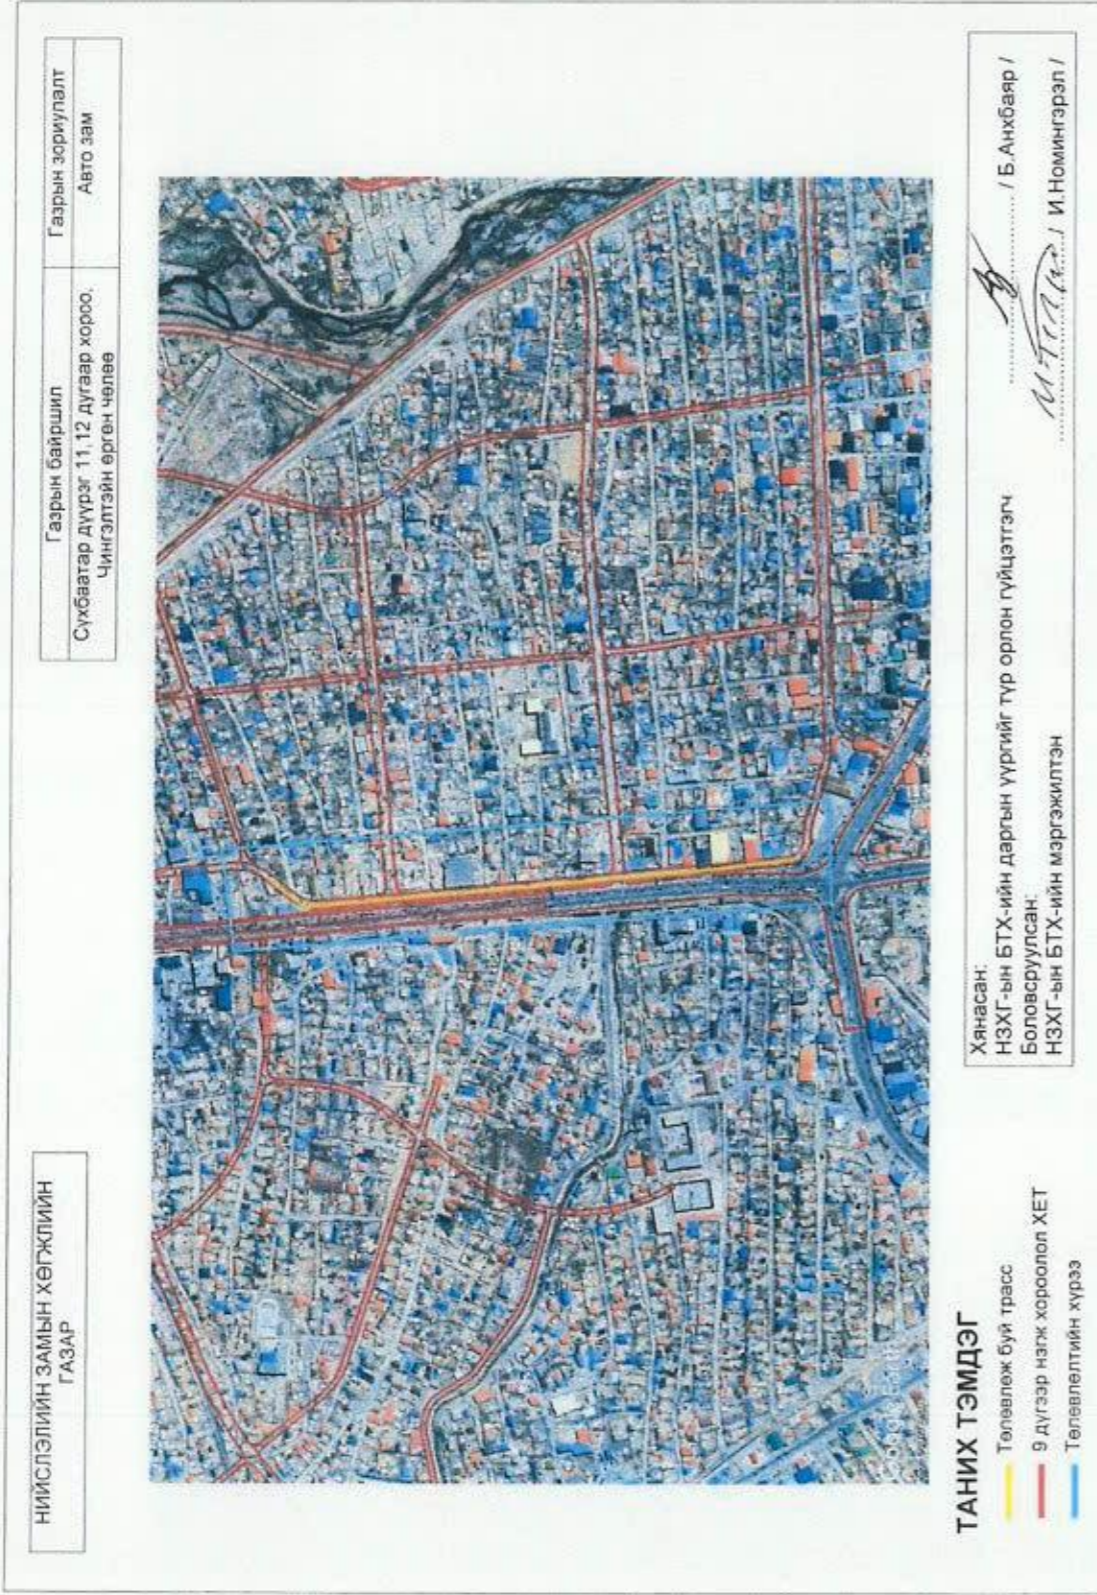 НИЙСЛЭЛИЙН ЗАМЫН ХӨГЖЛИЙН
ГАЗАР
Газрын байршил
Газрын зориулалт
Сүхбаатар дүүрэг 11,12 дугаар хороо,
Чингэлтэйн өргөн чөлөө
Авто зам
ТАНИХ ТЭМДЭГ
Төлөвлөж буй трасс
9 дүгээр нэгж хороолол ХЕТ
Төлөвлөлтийн хүрээ
Хянасан:
НЗХГ-ын БТХ-ийн даргын үүргийг түр орлон гүйцэтгэгч / Б.Анхбаяр /
Боловсруулсан:
НЗХГ-ын БТХ-ийн мэргэжилтэн / И.Номингэрэл /